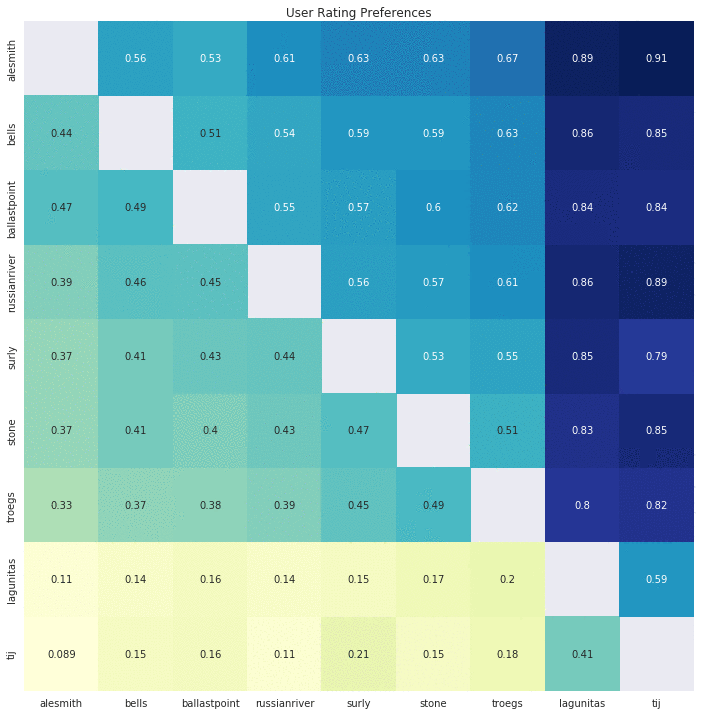 User Rating Preferences
alesmith 0.56 0.53 0.61 0.63 0.63 0.67 0.89 0.91
bells 0.44 0.51 0.54 0.59 0.59 0.63 0.86 0.85
ballastpoint 0.47 0.49 0.55 0.57 0.6 0.62 0.84 0.84
russianriver 0.39 0.46 0.45 0.56 0.57 0.61 0.86 0.89
surly 0.37 0.41 0.43 0.44 0.53 0.55 0.85 0.79
stone 0.37 0.41 0.4 0.43 0.47 0.51 0.83 0.85
troegs 0.33 0.37 0.38 0.39 0.45 0.49 0.8 0.82
lagunitas 0.11 0.14 0.16 0.14 0.15 0.17 0.2 0.59
tij 0.089 0.15 0.16 0.11 0.21 0.15 0.18 0.41
alesmith bells ballastpoint russianriver surly stone troegs lagunitas tij